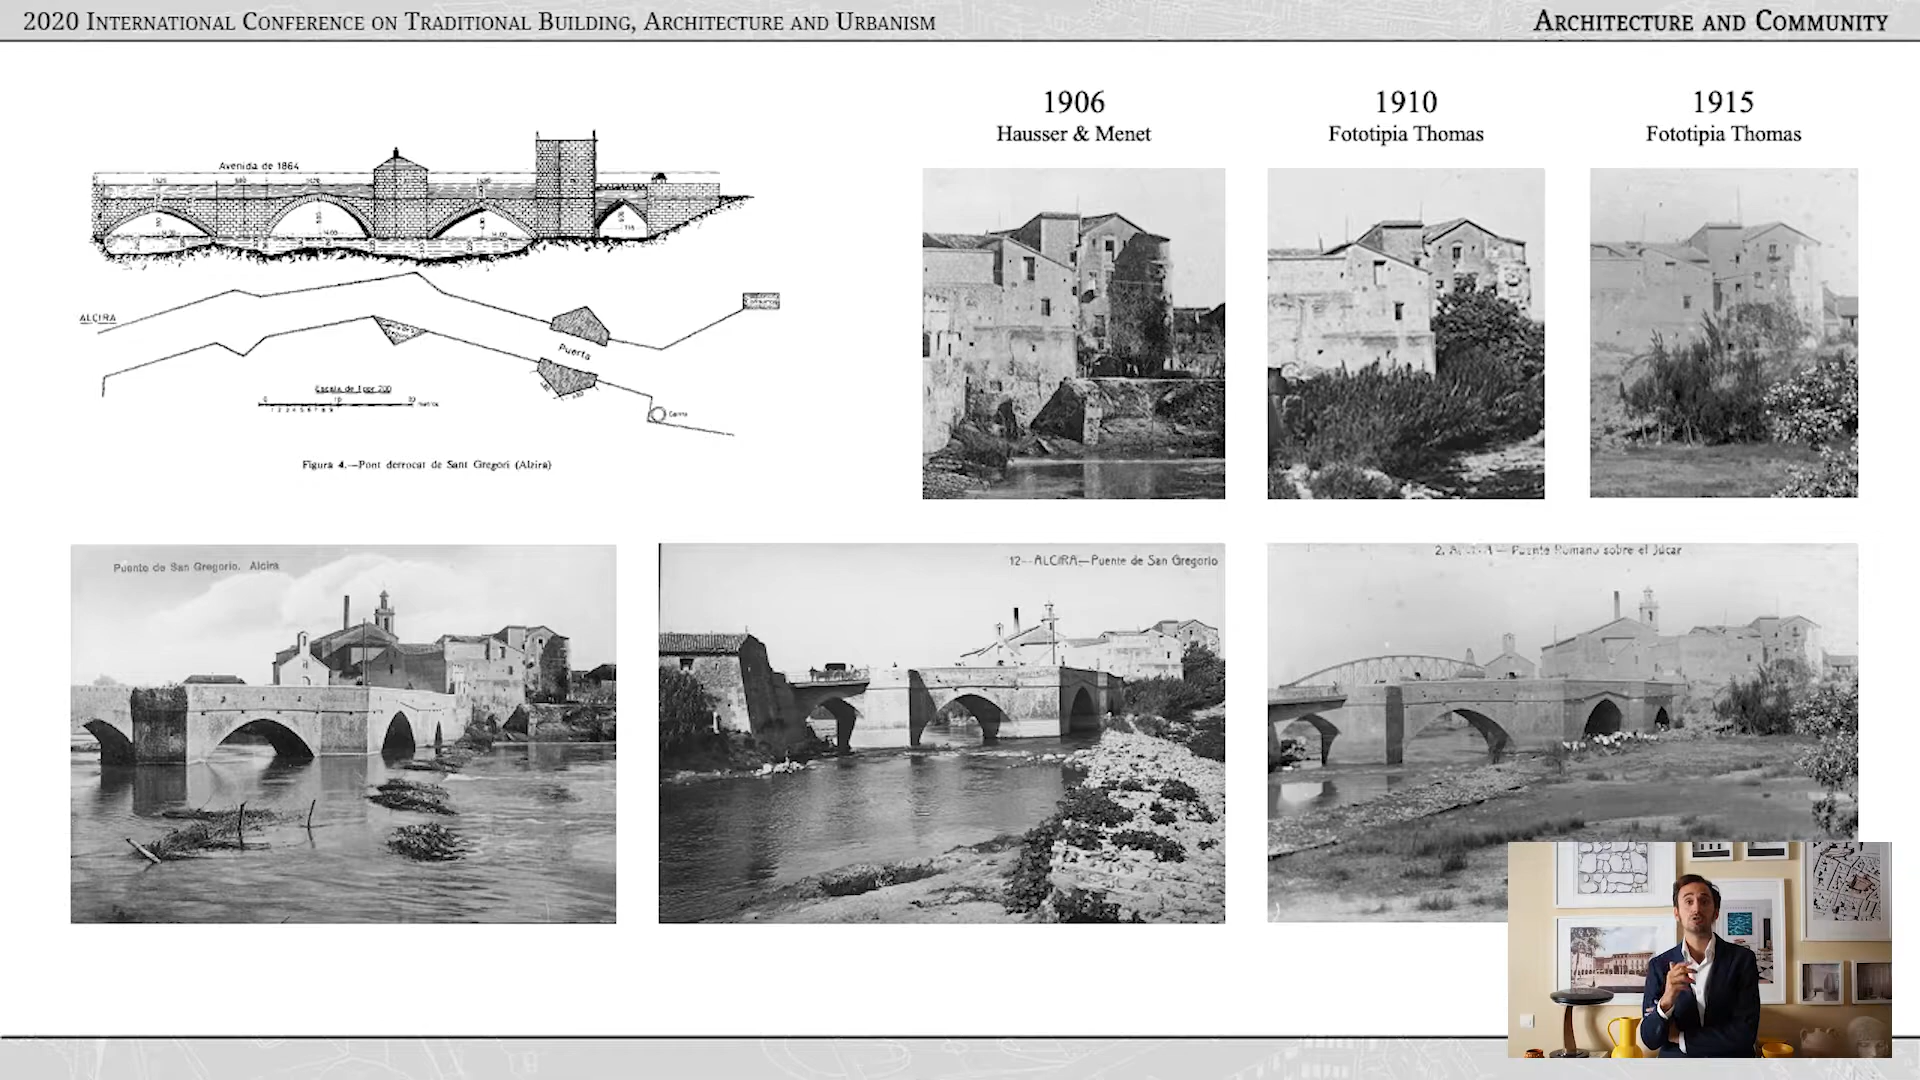 2020 International Conference on Traditional Building, Architecture and Urbanism
Architecture and Community
1906
Hausser & Menet
1910
Fototipia Thomas
1915
Fototipia Thomas
Avenida de 1864
ALCIRA
Puerta
Escala de 1 por 200
Figura 4.—Pont derrocat de Sant Gregori (Alzira)
Puente de San Gregorio. Alcira
12--ALCIRA—Puente de San Gregorio
2. — Puente Romano sobre el Júcar